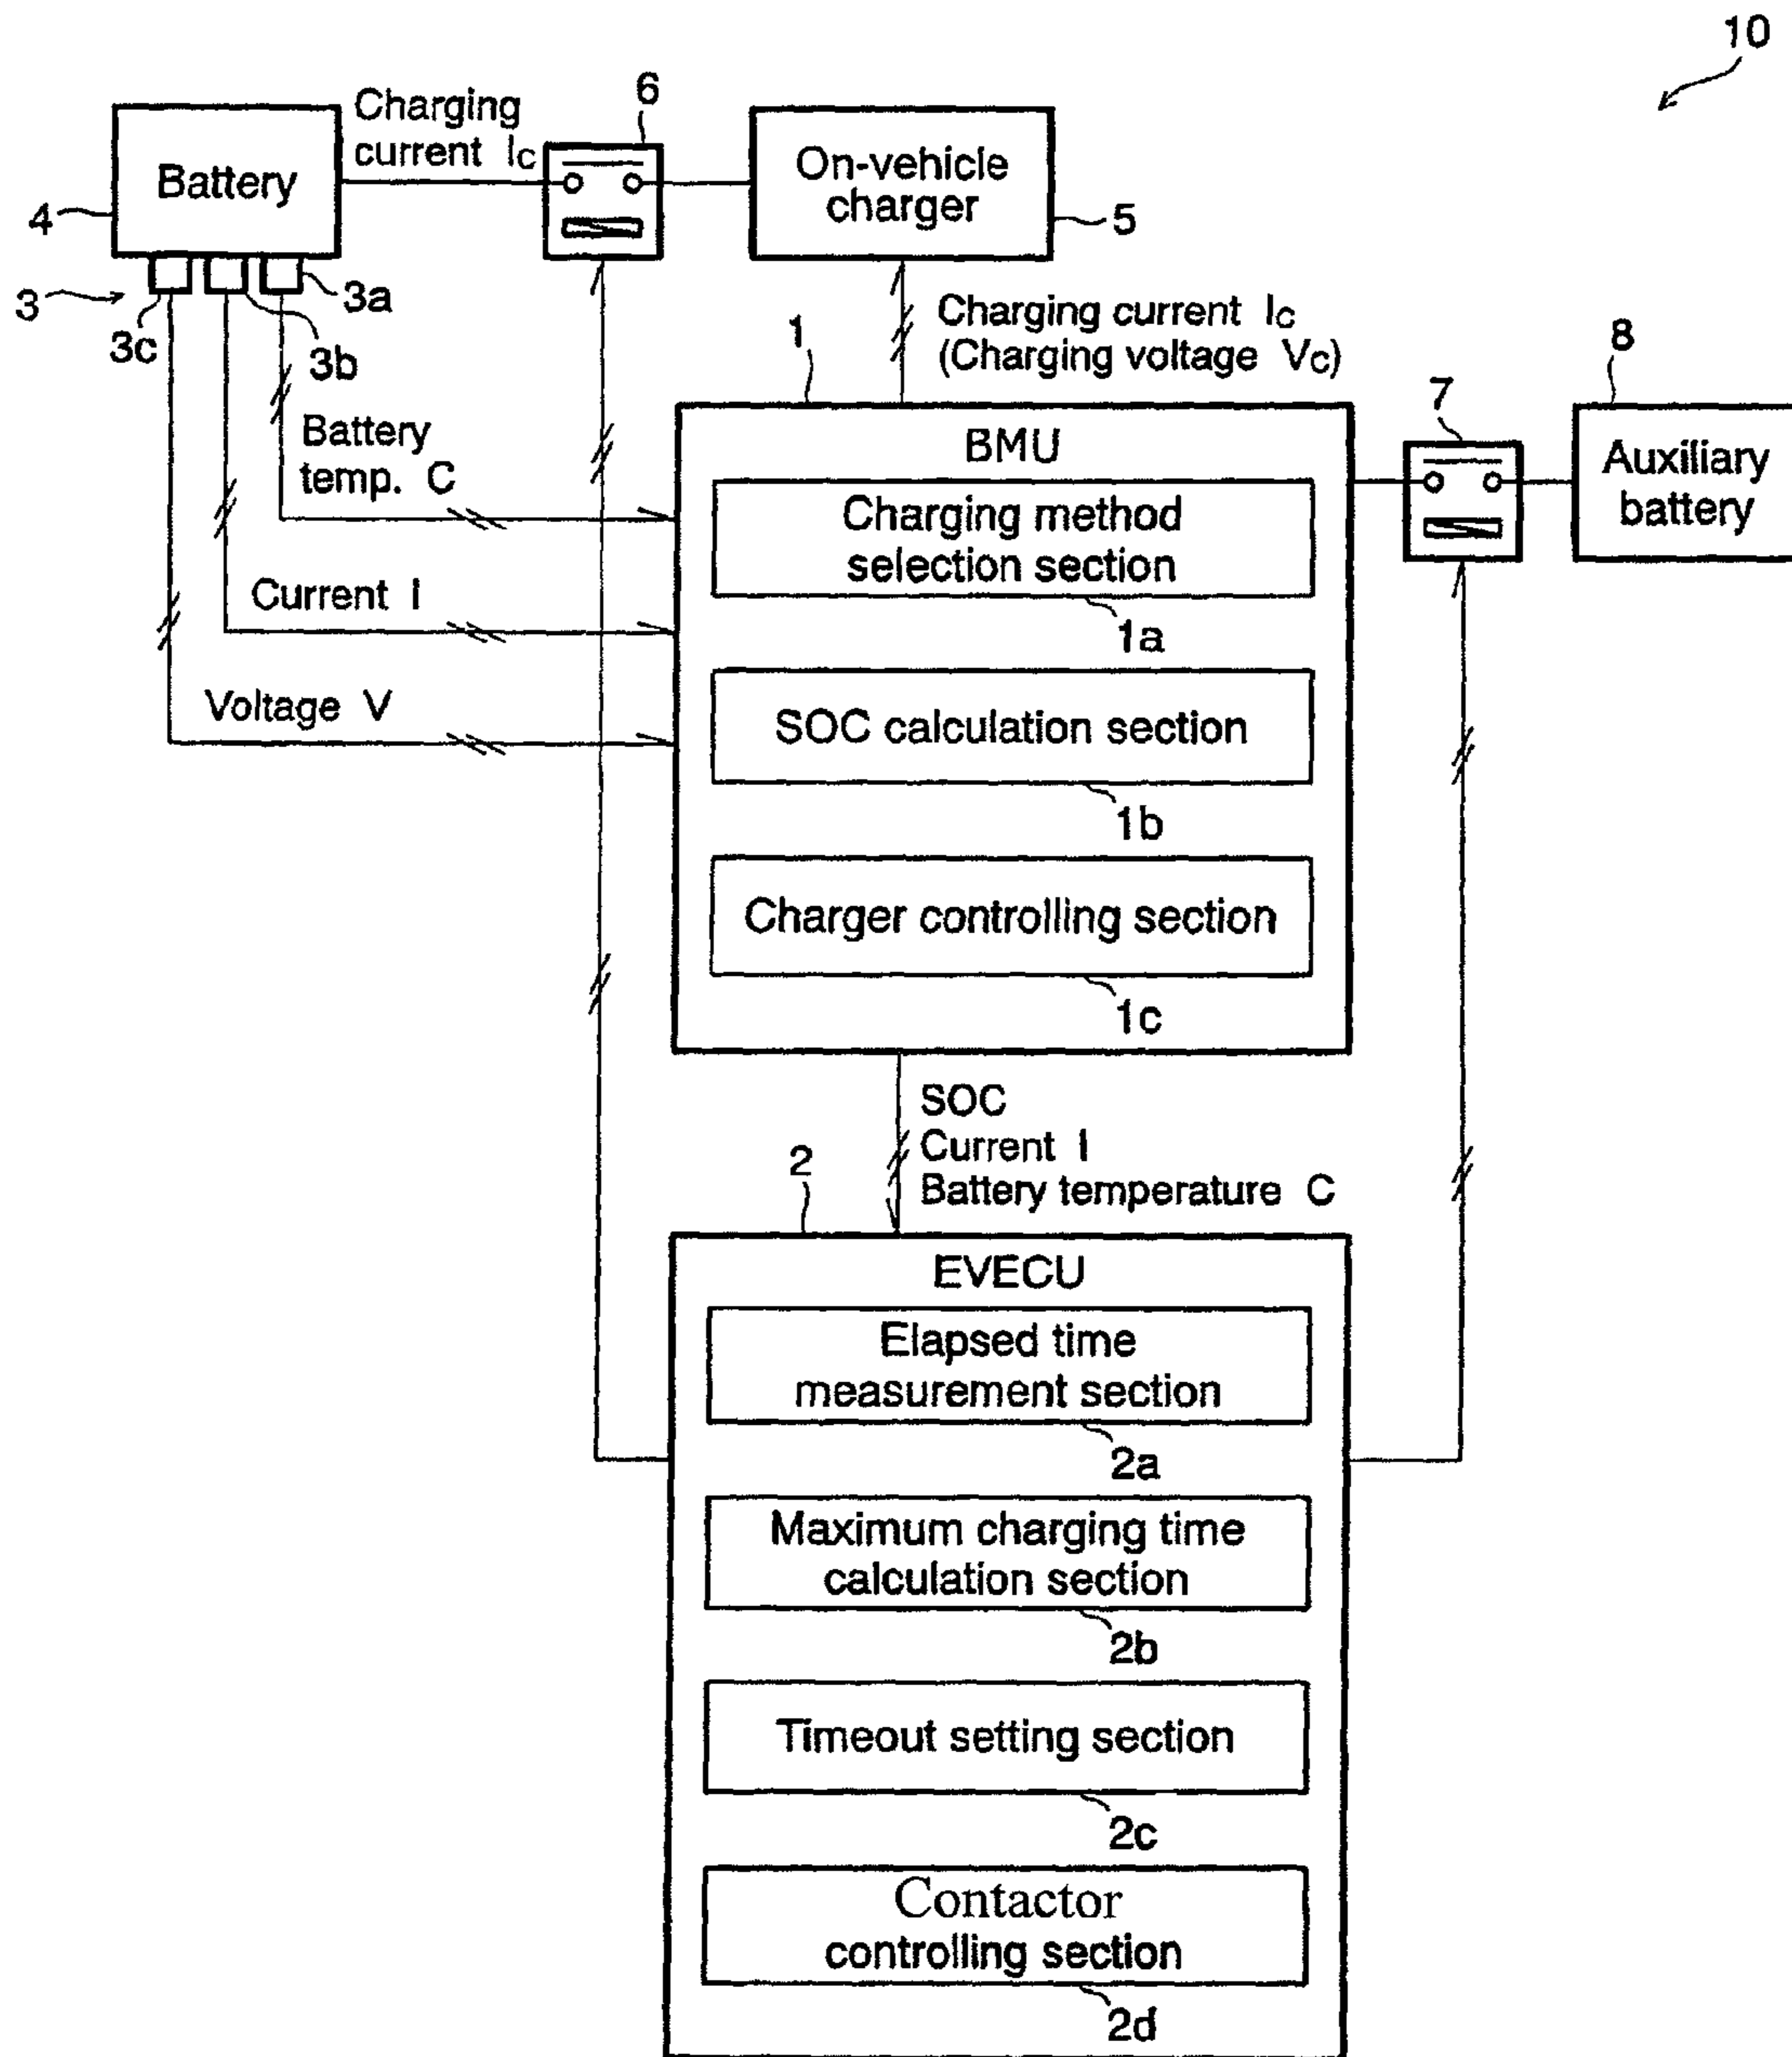 10
Charging
current IC
6
Battery
On-vehicle
charger
4
5
3
3c
3b
3a
Charging current IC
(Charging voltage VC)
1
8
7
Battery
temp. C
BMU
Auxiliary
battery
Charging method
selection section
1a
Current I
Voltage V
SOC calculation section
1b
Charger controlling section
1c
SOC
Current I
Battery temperature C
2
EVECU
Elapsed time
measurement section
2a
Maximum charging time
calculation section
2b
Timeout setting section
2c
Contactor
controlling section
2d